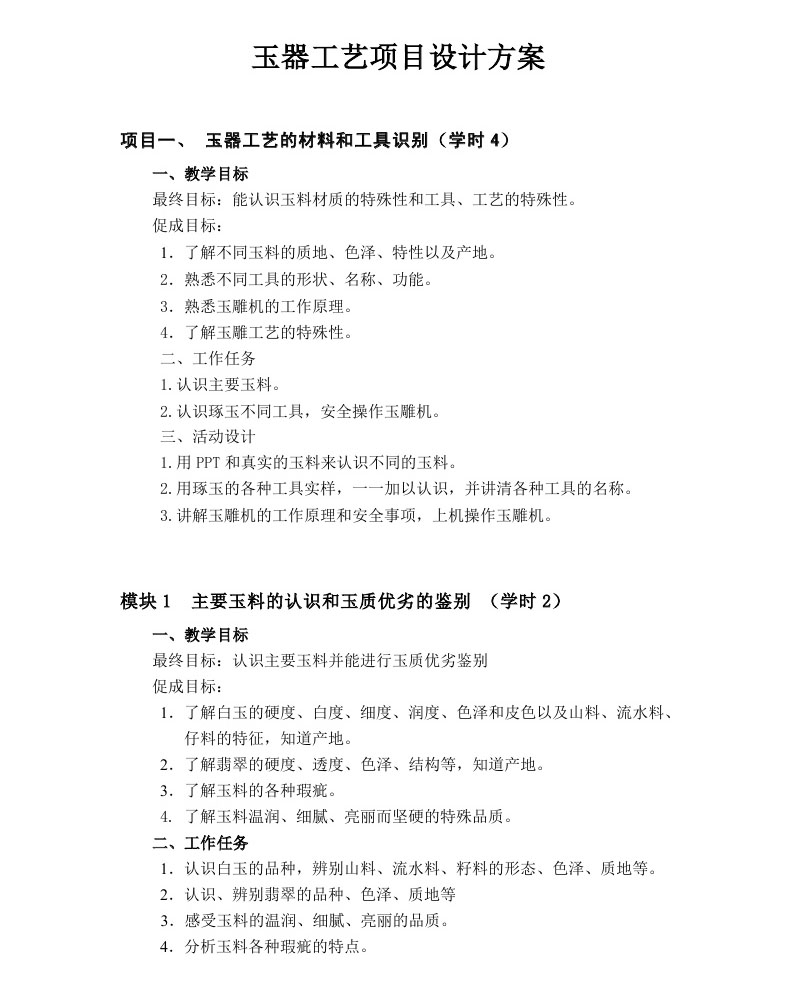 玉器工艺项目设计方案
项目一、 玉器工艺的材料和工具识别（学时 4）
一、教学目标
最终目标：能认识玉料材质的特殊性和工具、工艺的特殊性。
促成目标：
1．了解不同玉料的质地、色泽、特性以及产地。
2．熟悉不同工具的形状、名称、功能。
3．熟悉玉雕机的工作原理。
4．了解玉雕工艺的特殊性。
二、工作任务
1.认识主要玉料。
2.认识琢玉不同工具，安全操作玉雕机。
三、活动设计
1.用 PPT 和真实的玉料来认识不同的玉料。
2.用琢玉的各种工具实样，一一加以认识，并讲清各种工具的名称。
3.讲解玉雕机的工作原理和安全事项，上机操作玉雕机。
模块 1 主要玉料的认识和玉质优劣的鉴别 （学时 2）
一、教学目标
最终目标：认识主要玉料并能进行玉质优劣鉴别
促成目标：
1．了解白玉的硬度、白度、细度、润度、色泽和皮色以及山料、流水料、
仔料的特征，知道产地。
2．了解翡翠的硬度、透度、色泽、结构等，知道产地。
3．了解玉料的各种瑕疵。
4. 了解玉料温润、细腻、亮丽而坚硬的特殊品质。
二、工作任务
1．认识白玉的品种，辨别山料、流水料、籽料的形态、色泽、质地等。
2．认识、辨别翡翠的品种、色泽、质地等
3．感受玉料的温润、细腻、亮丽的品质。
4．分析玉料各种瑕疵的特点。